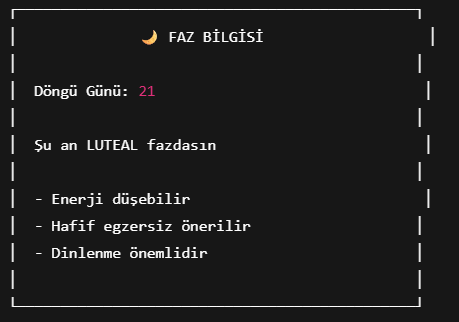 🌙 FAZ BİLGİSİ
Döngü Günü: 21
Şu an LUTEAL fazdasın
- Enerji düşebilir
- Hafif egzersiz önerilir
- Dinlenme önemlidir